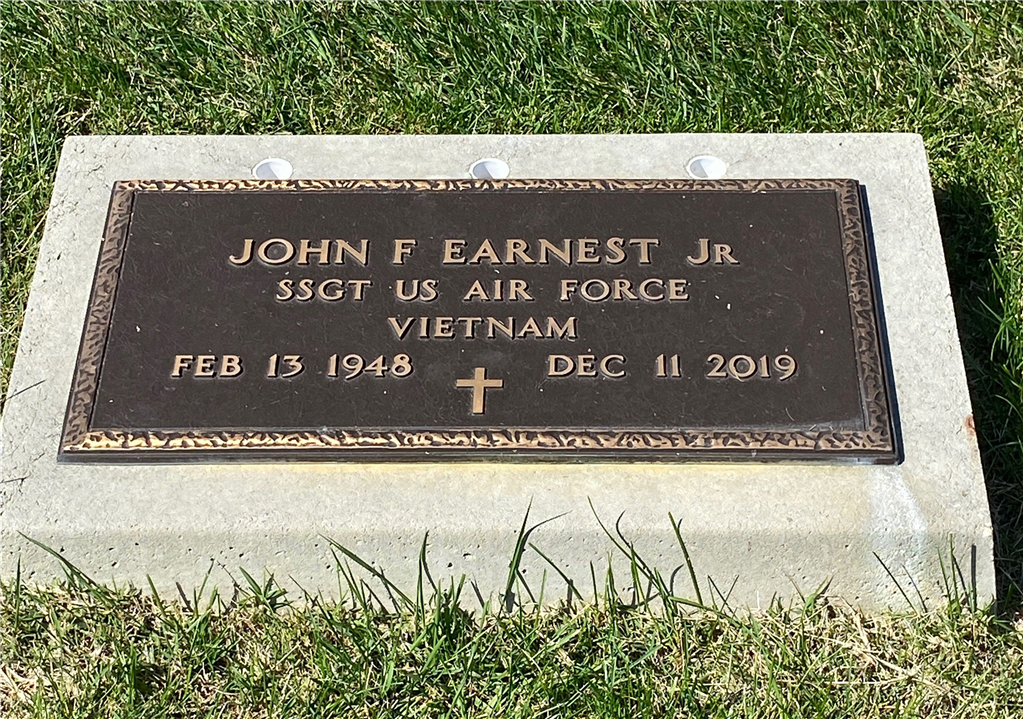 JOHN F EARNEST JR
SSGT US AIR FORCE
VIETNAM
FEB 13 1948 DEC 11 2019